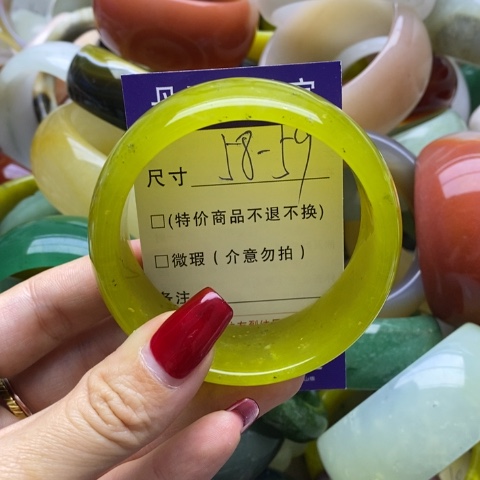 尺寸 58-59
□(特价商品不退不换)
□微瑕(介意勿拍)
备注